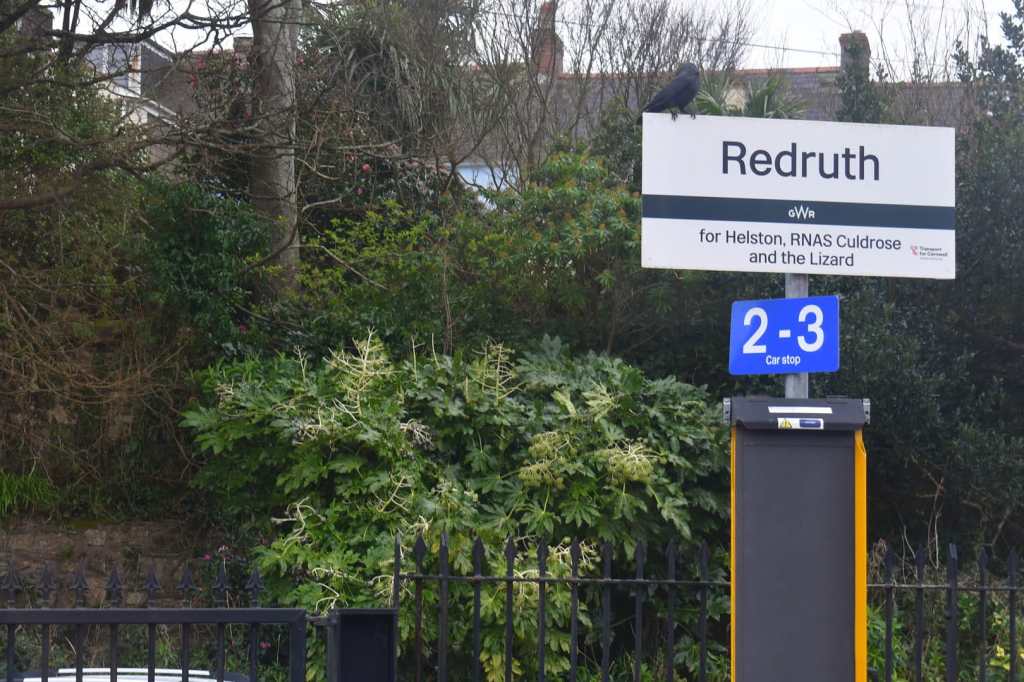 Redruth
GWR
for Helston, RNAS Culdrose
and the Lizard
Transport
for Cornwall
2-3
Car stop